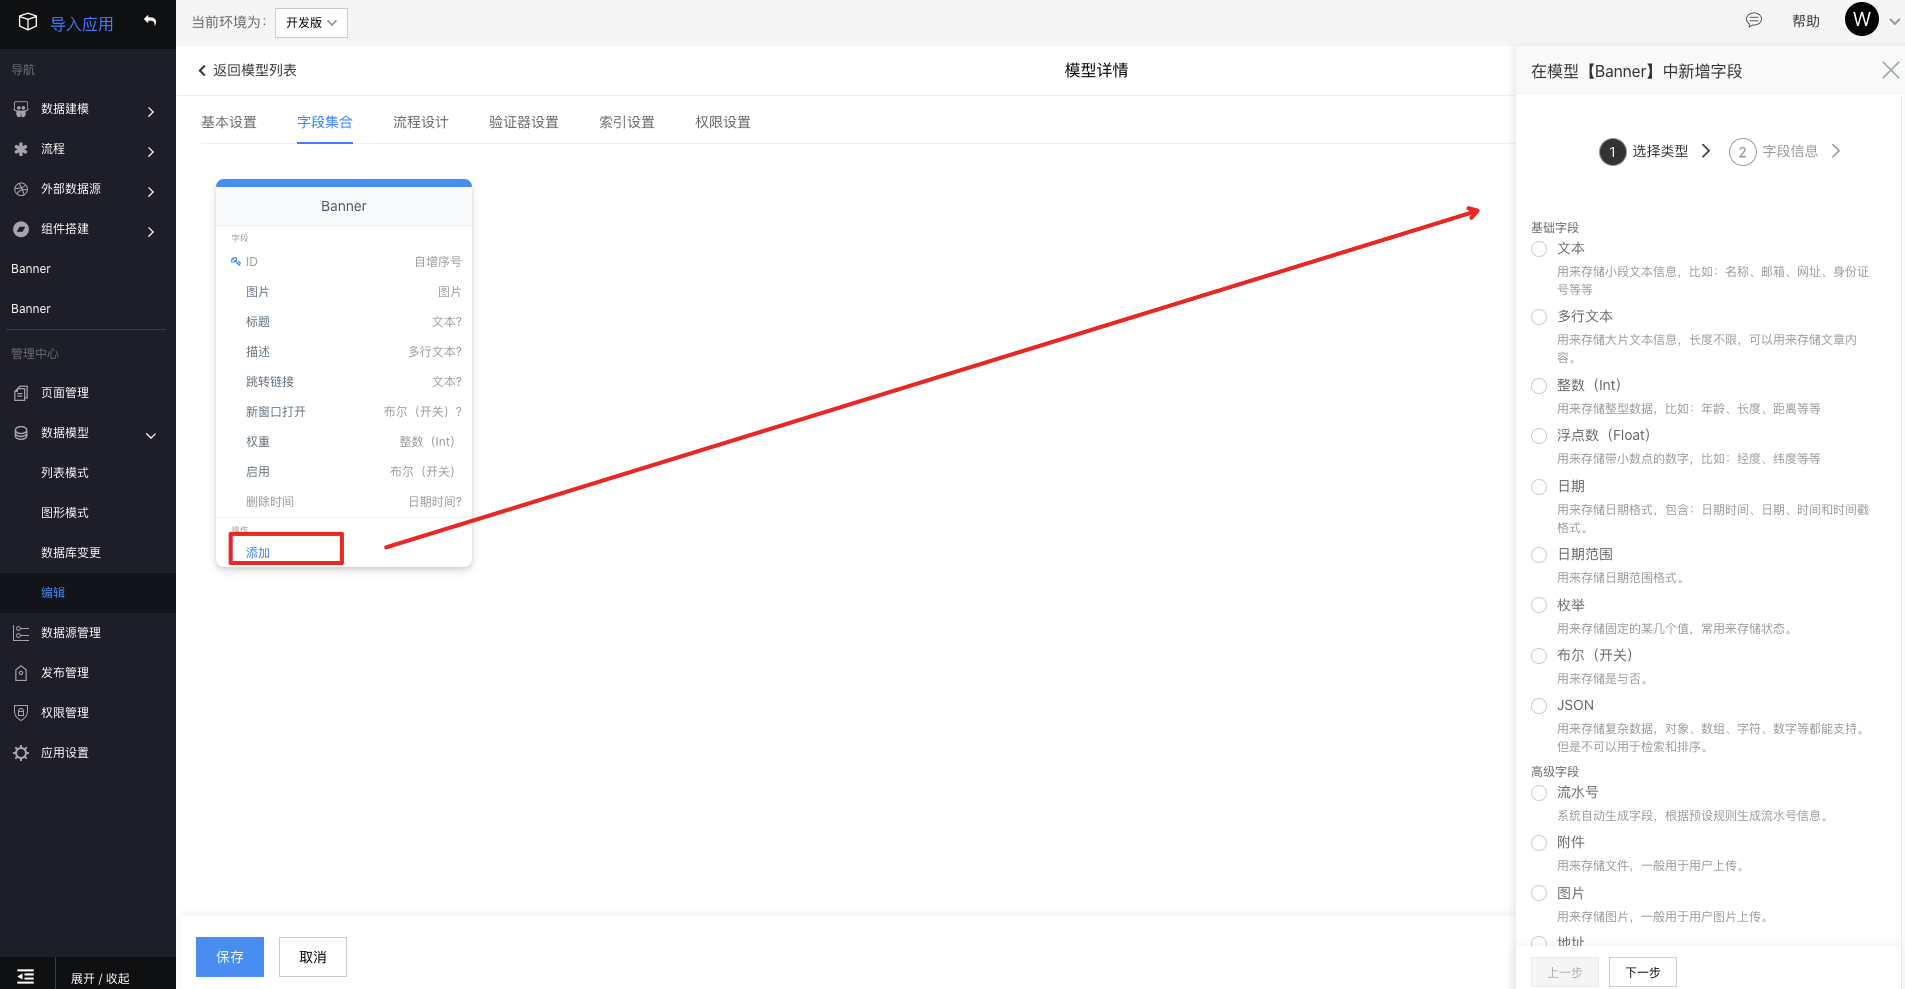 导入应用
当前环境为：
开发版
帮助
W
导航
数据建模
流程
外部数据源
组件搭建
Banner
Banner
管理中心
页面管理
数据模型
列表模式
图形模式
数据库变更
编辑
数据源管理
发布管理
权限管理
应用设置
展开 / 收起
返回模型列表
模型详情
基本设置
字段集合
流程设计
验证器设置
索引设置
权限设置
Banner
字段
ID 自增序号
图片 图片
标题 文本?
描述 多行文本?
跳转链接 文本?
新窗口打开 布尔（开关）?
权重 整数（Int）
启用 布尔（开关）
删除时间 日期时间?
操作
添加
保存
取消
在模型【Banner】中新增字段
1 选择类型
2 字段信息
基础字段
文本
用来存储小段文本信息，比如：名称、邮箱、网址、身份证
号等等
多行文本
用来存储大片文本信息，长度不限，可以用来存储文章内
容。
整数（Int）
用来存储整型数据，比如：年龄、长度、距离等等
浮点数（Float）
用来存储带小数点的数字，比如：经度、纬度等等
日期
用来存储日期格式，包含：日期时间、日期、时间和时间戳
格式。
日期范围
用来存储日期范围格式。
枚举
用来存储固定的某几个值，常用来存储状态。
布尔（开关）
用来存储是与否。
JSON
用来存储复杂数据，对象、数组、字符、数字等都能支持。
但是不可以用于检索和排序。
高级字段
流水号
系统自动生成字段，根据预设规则生成流水号信息。
附件
用来存储文件，一般用于用户上传。
图片
用来存储图片，一般用于用户图片上传。
地址
上一步
下一步